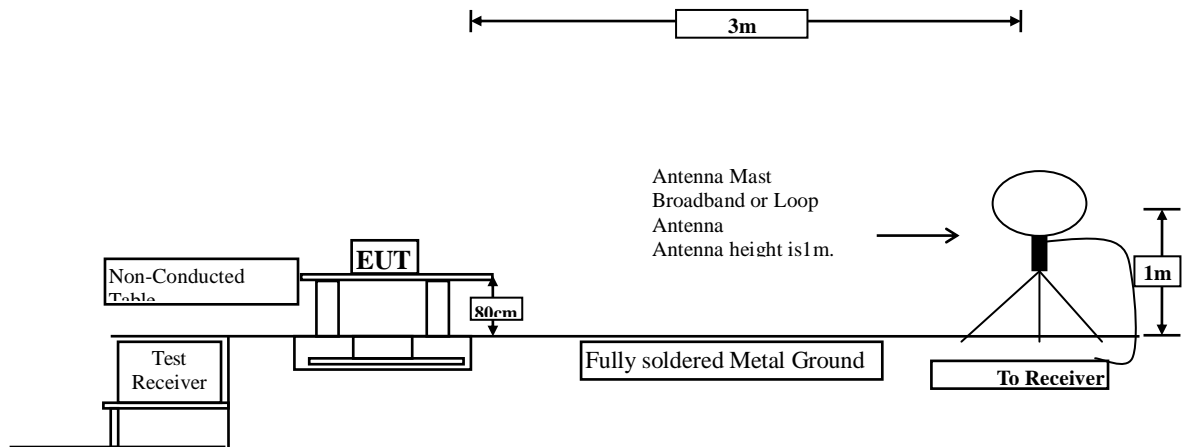 3m
Antenna Mast
Broadband or Loop
Antenna
Antenna height is1m.
EUT
Non-Conducted
Table
80cm
1m
Test
Receiver
Fully soldered Metal Ground
To Receiver